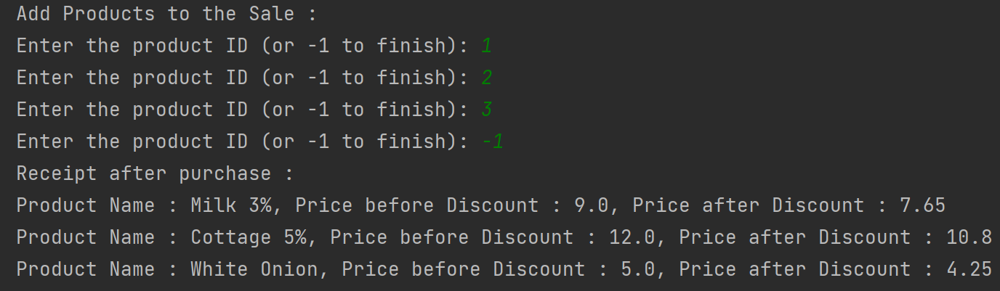 Add Products to the Sale :
Enter the product ID (or -1 to finish): 1
Enter the product ID (or -1 to finish): 2
Enter the product ID (or -1 to finish): 3
Enter the product ID (or -1 to finish): -1
Receipt after purchase :
Product Name : Milk 3%, Price before Discount : 9.0, Price after Discount : 7.65
Product Name : Cottage 5%, Price before Discount : 12.0, Price after Discount : 10.8
Product Name : White Onion, Price before Discount : 5.0, Price after Discount : 4.25